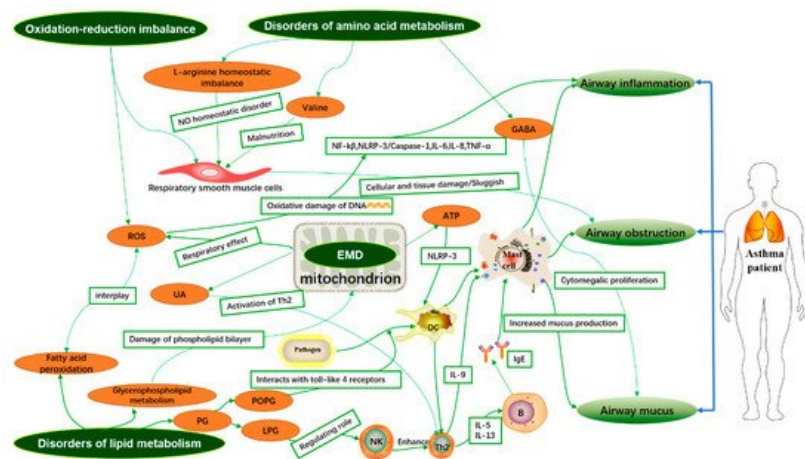 Oxidation-reduction imbalance
Disorders of amino acid metabolism
L-arginine homeostatic
imbalance
NO homeostatic disorder
Valine
Malnutrition
GABA
Airway inflammation
NF-kβ,NLRP-3/Caspase-1,IL-6,IL-8,TNF-α
Respiratory smooth muscle cells
Cellular and tissue damage/Sluggish
Oxidative damage of DNA
ROS
ATP
Airway obstruction
Respiratory effect
EMD
mitochondrion
NLRP-3
Mast
cell
Asthma
patient
interplay
UA
Activation of Th2
Cytomegalic proliferation
Damage of phospholipid bilayer
DC
Increased mucus production
Pathogen
Fatty acid
peroxidation
Glycerophospholipid
metabolism
Interacts with toll-like 4 receptors
IL-9
IgE
POPG
PG
LPG
Regulating role
Airway mucus
Disorders of lipid metabolism
NK
Enhance
Th2
IL-5
IL-13
B